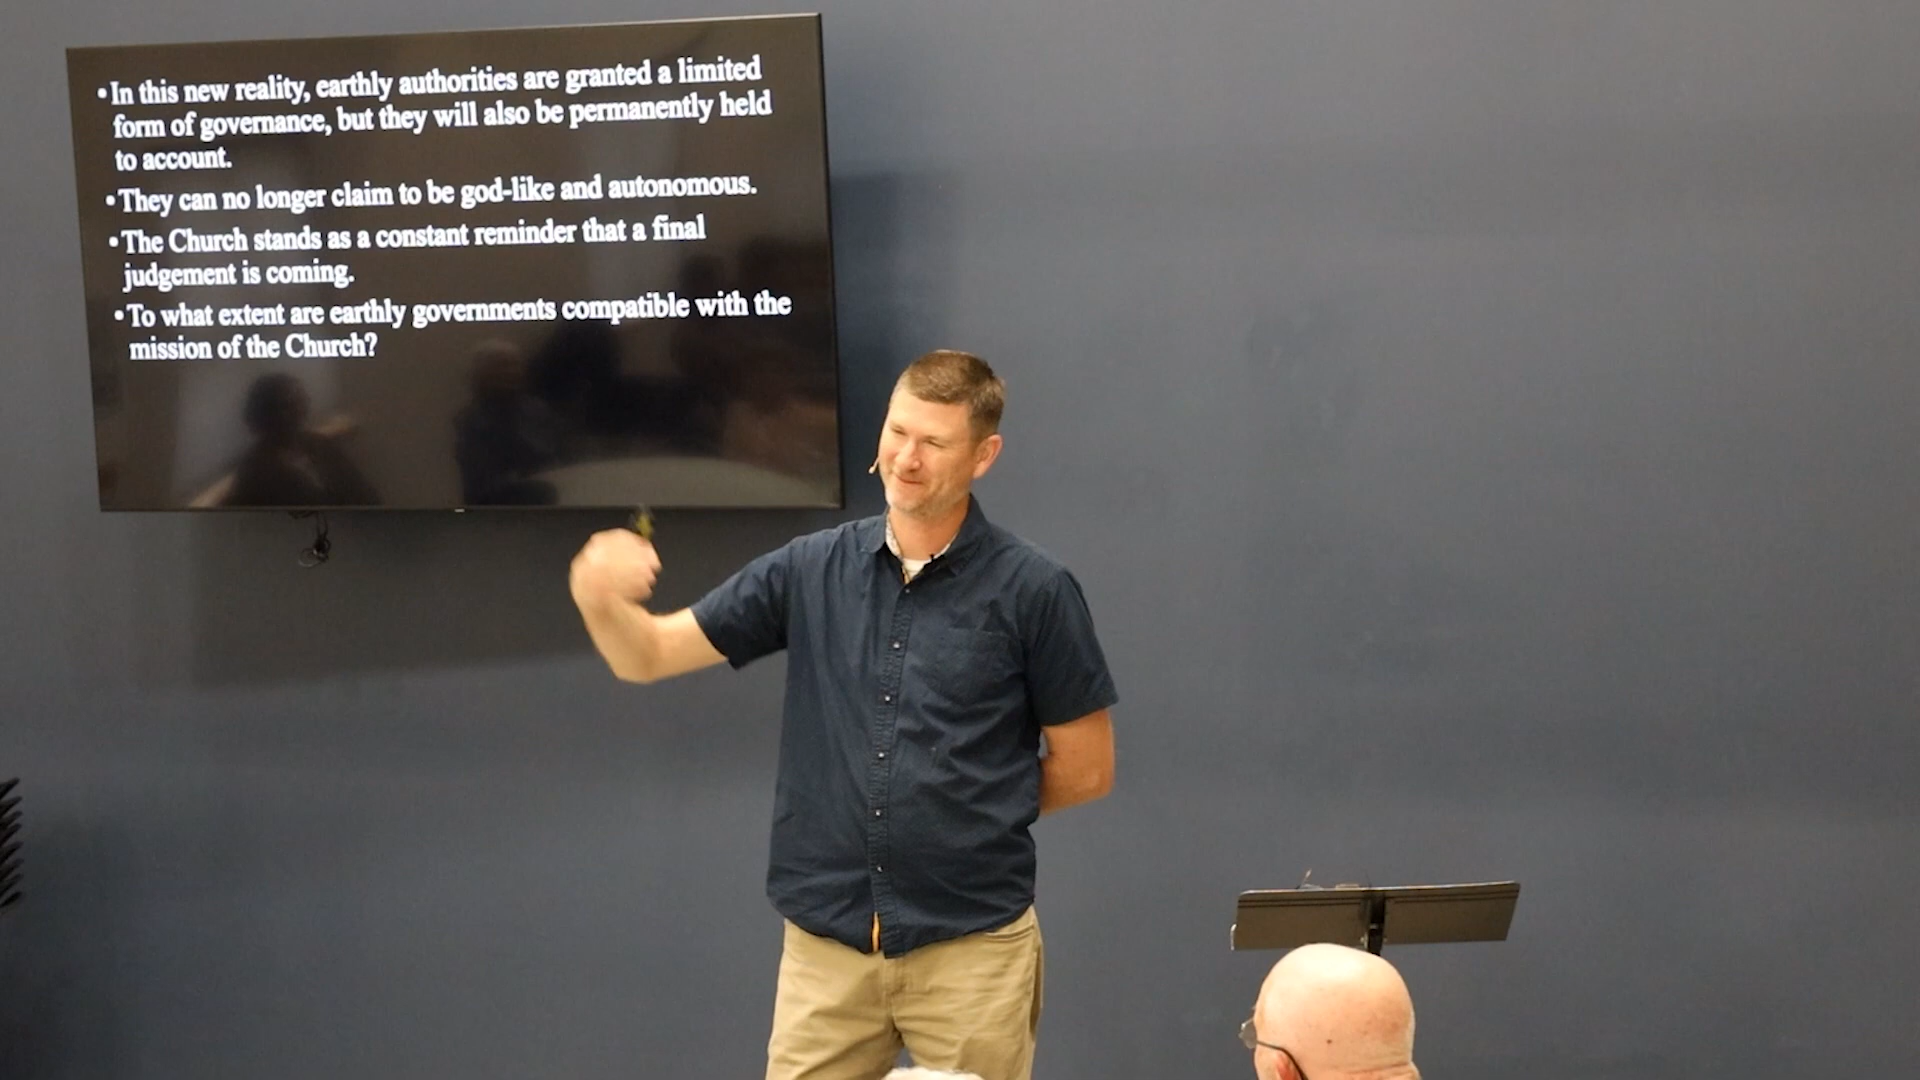 • In this new reality, earthly authorities are granted a limited
form of governance, but they will also be permanently held
to account.
• They can no longer claim to be god-like and autonomous.
• The Church stands as a constant reminder that a final
judgement is coming.
• To what extent are earthly governments compatible with the
mission of the Church?